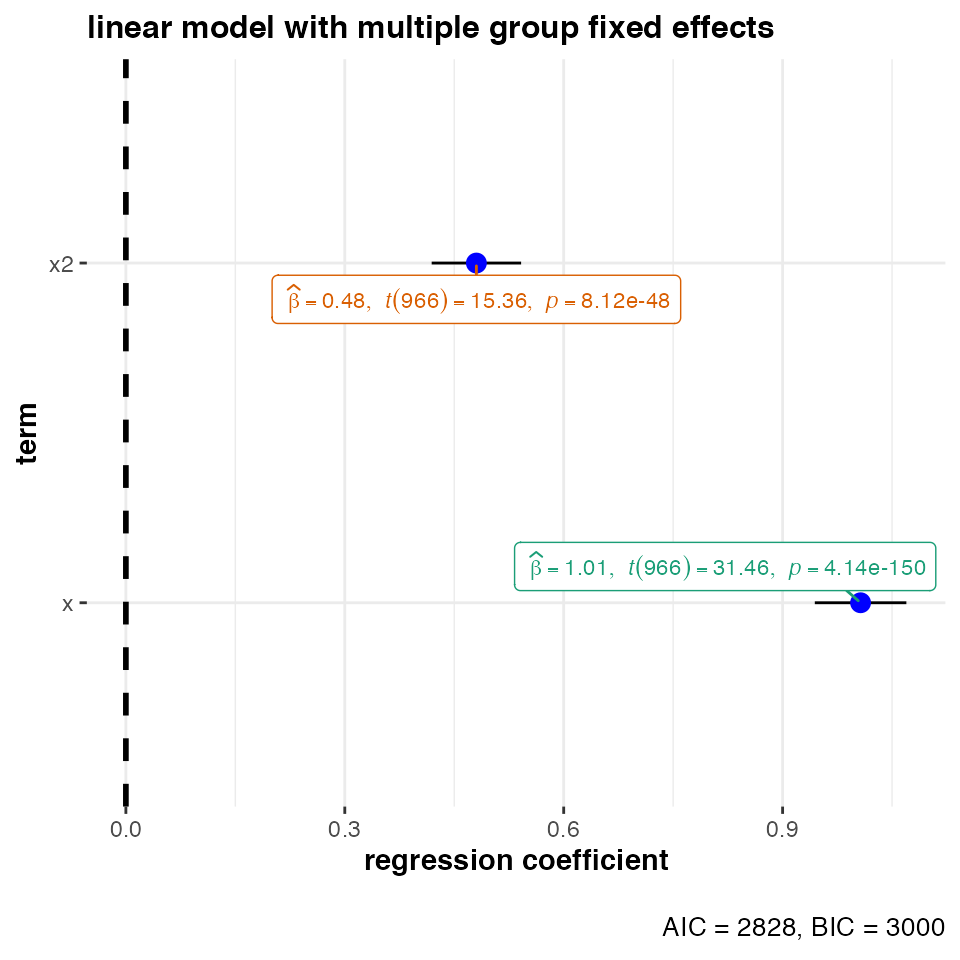 linear model with multiple group fixed effects
x2
β̂ = 0.48, t(966) = 15.36, p = 8.12e-48
term
β̂ = 1.01, t(966) = 31.46, p = 4.14e-150
x
0.0 0.3 0.6 0.9
regression coefficient
AIC = 2828, BIC = 3000